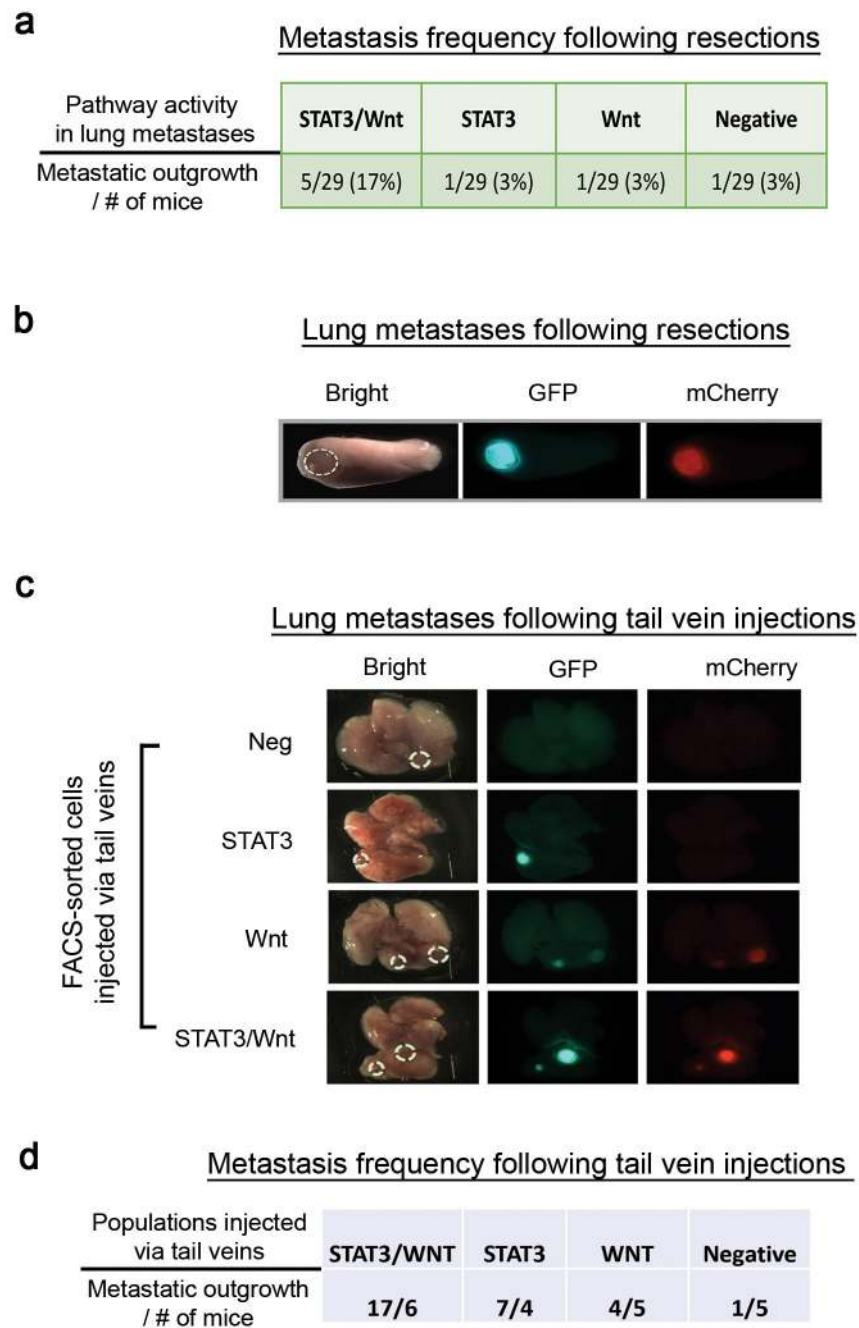 a
Metastasis frequency following resections
Pathway activity
in lung metastases
STAT3/Wnt STAT3 Wnt Negative
Metastatic outgrowth
/ # of mice
5/29 (17%) 1/29 (3%) 1/29 (3%) 1/29 (3%)
b
Lung metastases following resections
Bright GFP mCherry
c
Lung metastases following tail vein injections
Bright GFP mCherry
FACS-sorted cells
injected via tail veins
Neg
STAT3
Wnt
STAT3/Wnt
d
Metastasis frequency following tail vein injections
Populations injected
via tail veins
STAT3/WNT STAT3 WNT Negative
Metastatic outgrowth
/ # of mice
17/6 7/4 4/5 1/5